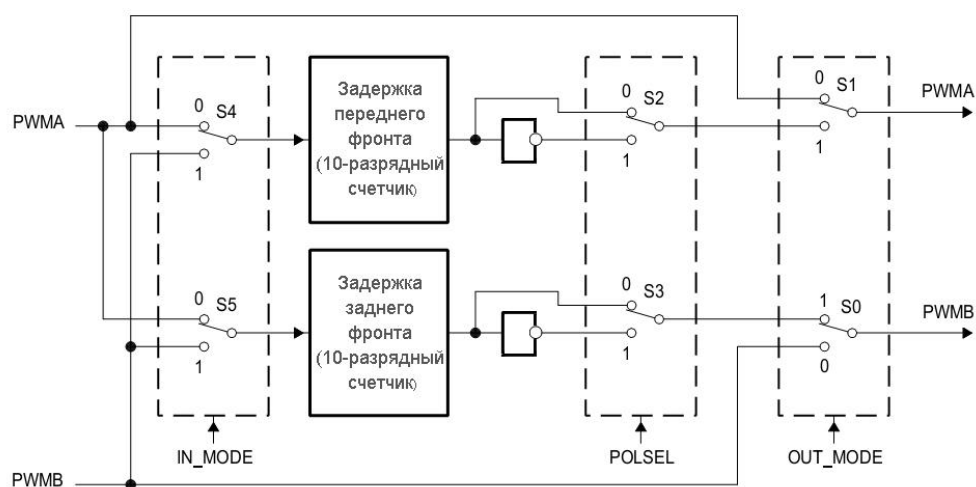 0
S1
PWMA
0
S4
Задержка
переднего
фронта
(10-разрядный
счетчик)
0
S2
PWMA
1
1
1
0
S5
Задержка
заднего
фронта
(10-разрядный
счетчик)
0
S3
1
S0
PWMB
1
1
0
IN_MODE
POLSEL
OUT_MODE
PWMB